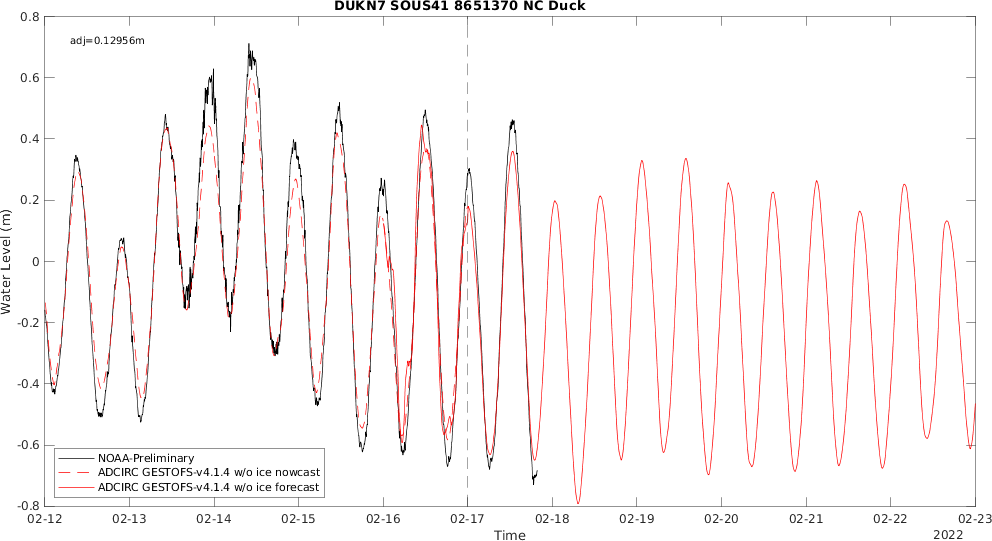 DUKN7 SOUS41 8651370 NC Duck
adj=0.12956m
0.8
0.6
0.4
0.2
0
-0.2
-0.4
-0.6
-0.8
Water Level (m)
NOAA-Preliminary
ADCIRC GESTOFS-v4.1.4 w/o ice nowcast
ADCIRC GESTOFS-v4.1.4 w/o ice forecast
02-12 02-13 02-14 02-15 02-16 02-17 02-18 02-19 02-20 02-21 02-22 02-23
Time
2022